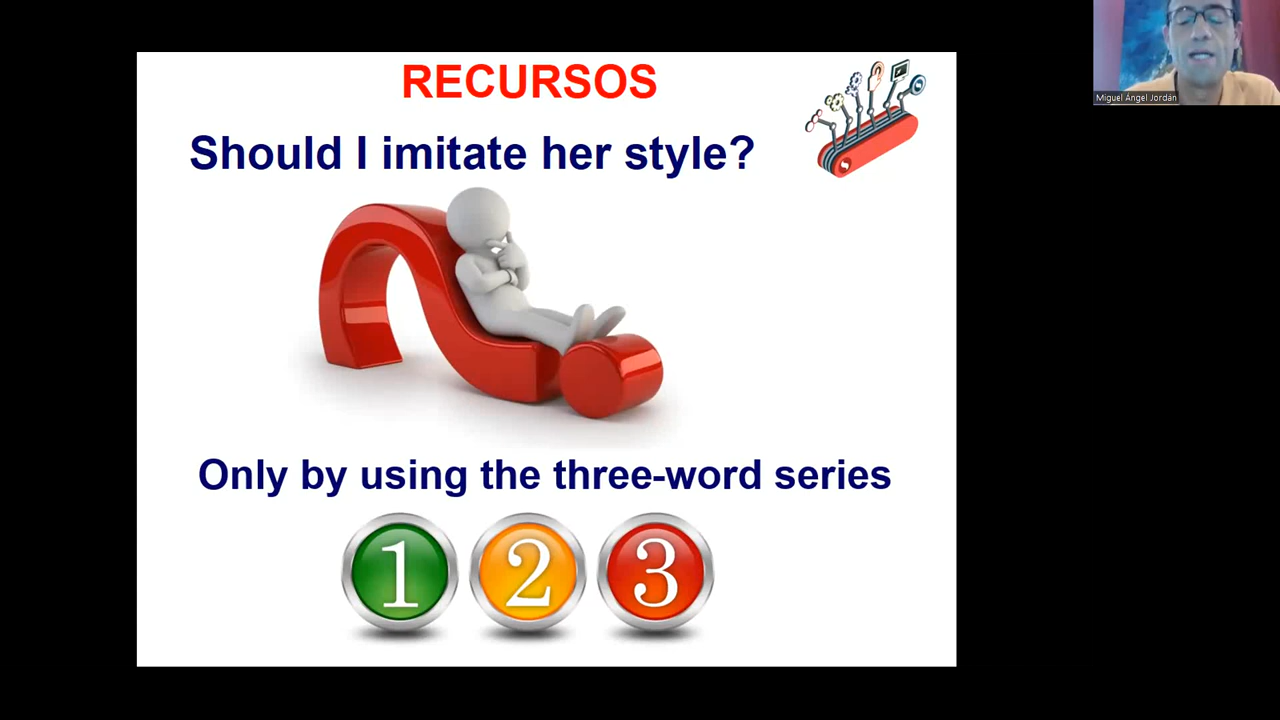 RECURSOS
Miguel Ángel Jordán
Should I imitate her style?
Only by using the three-word series
1 2 3